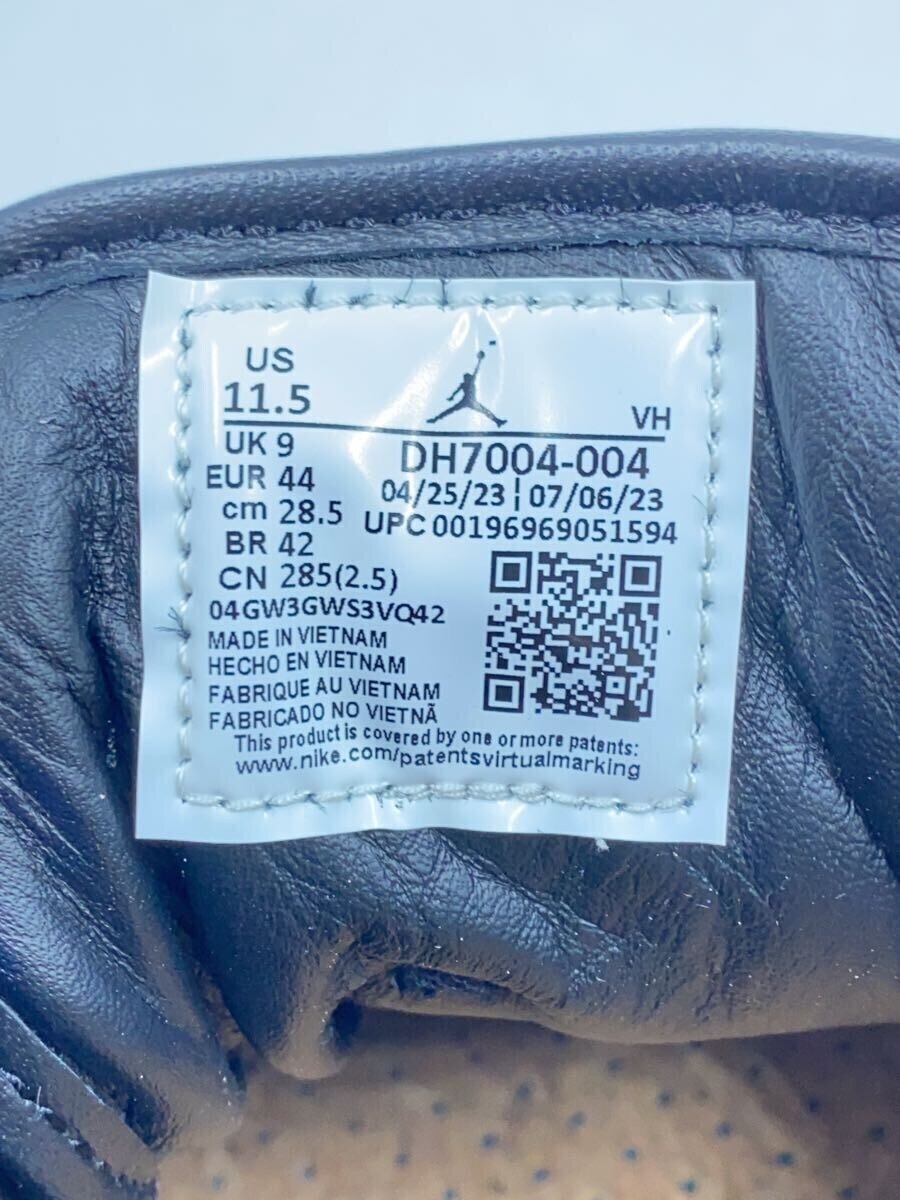 US
11.5
VH
UK 9
DH7004-004
EUR 44
04/25/23 | 07/06/23
cm 28.5
UPC 00196969051594
BR 42
CN 285(2.5)
04GW3GWS3VQ42
MADE IN VIETNAM
HECHO EN VIETNAM
FABRIQUE AU VIETNAM
FABRICADO NO VIETNÃ
This product is covered by one or more patents:
www.nike.com/patentsvirtualmarking